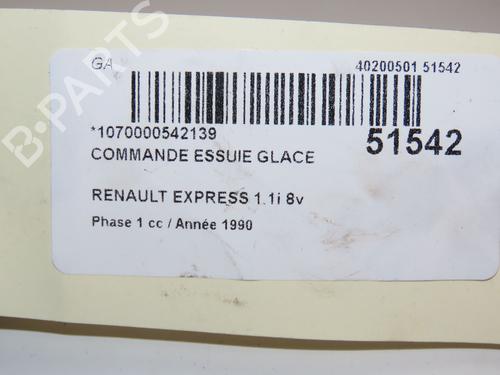 GA
40200501 51542
*1070000542139
51542
COMMANDE ESSUIE GLACE
RENAULT EXPRESS 1.1i 8v
Phase 1 cc / Année 1990
B-PARTS